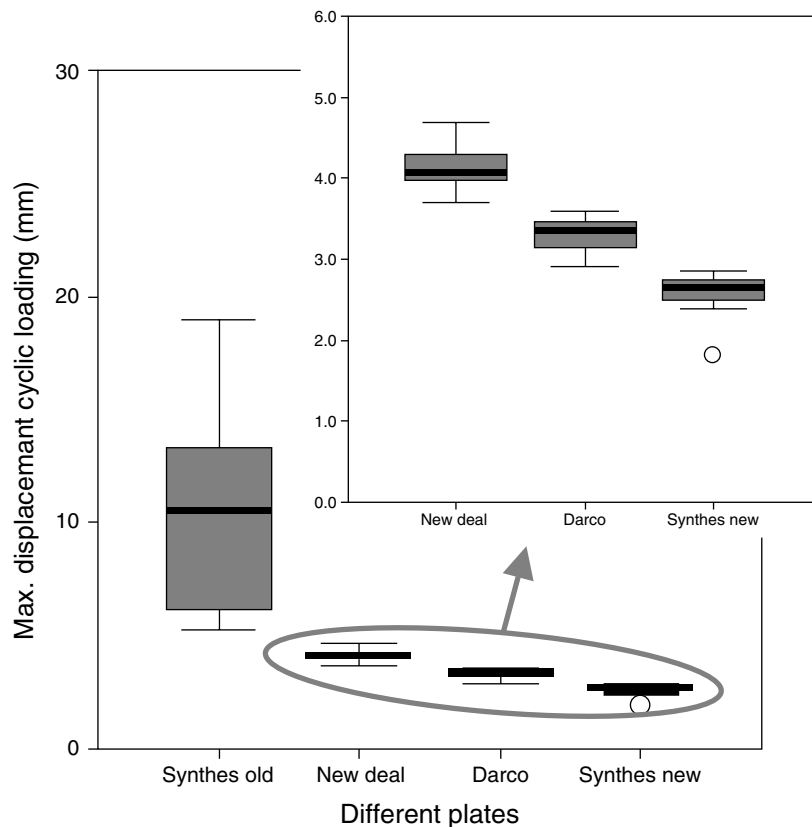 6.0
5.0
4.0
3.0
2.0
1.0
0.0
New deal Darco Synthes new
30
20
10
0
Max. displacemant cyclic loading (mm)
Synthes old New deal Darco Synthes new
Different plates